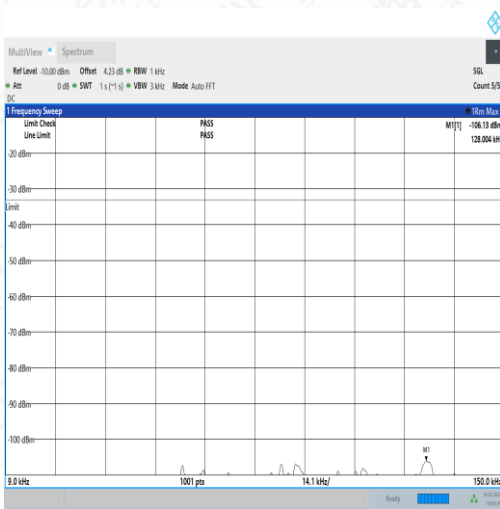 MultiView Spectrum
Ref Level -10.00 dBm Offset 4.23 dB RBW 1 kHz SGL
Att 0 dB SWT 1 s (~1 s) VBW 3 kHz Mode Auto FFT Count 5/5
DC
1 Frequency Sweep 1Rm Max
Limit Check PASS M1[1] -106.13 dBm
Line Limit PASS 128.004 kHz
-20 dBm
-30 dBm
Limit
-40 dBm
-50 dBm
-60 dBm
-70 dBm
-80 dBm
-90 dBm
-100 dBm
M1
9.0 kHz 1001 pts 14.1 kHz/ 150.0 kHz
Ready